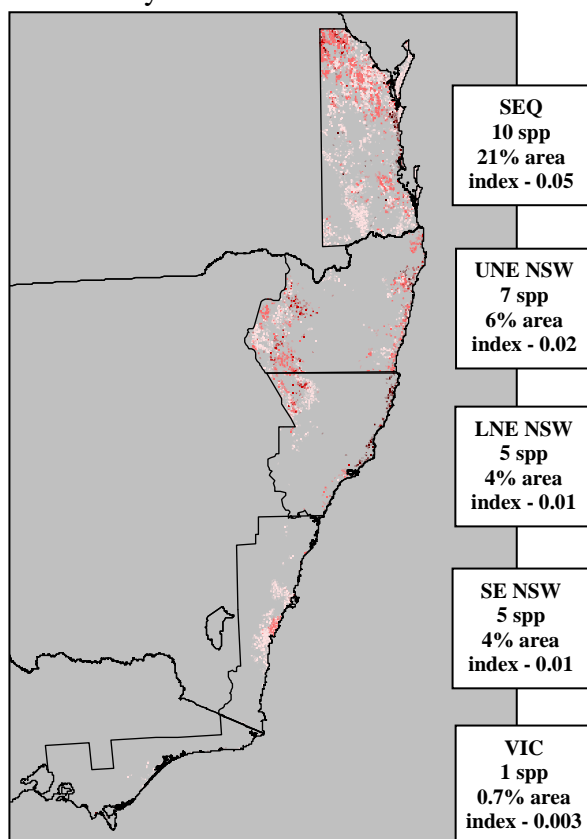 SEQ
10 spp
21% area
index - 0.05
UNE NSW
7 spp
6% area
index - 0.02
LNE NSW
5 spp
4% area
index - 0.01
SE NSW
5 spp
4% area
index - 0.01
VIC
1 spp
0.7% area
index - 0.003